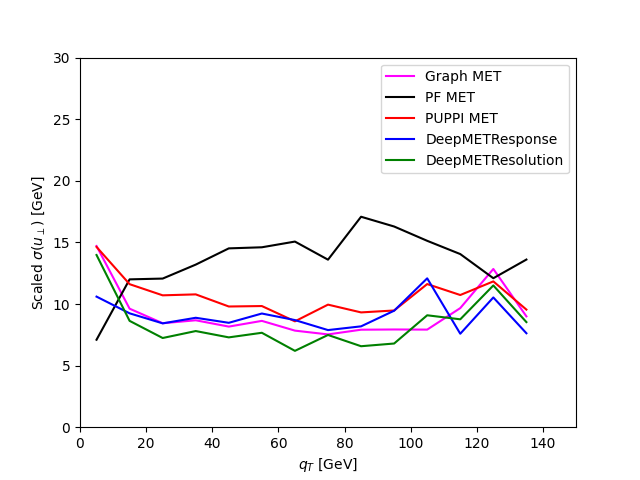 30
25
20
15
10
5
0
Scaled σ(u⊥) [GeV]
Graph MET
PF MET
PUPPI MET
DeepMETResponse
DeepMETResolution
0 20 40 60 80 100 120 140
qT [GeV]